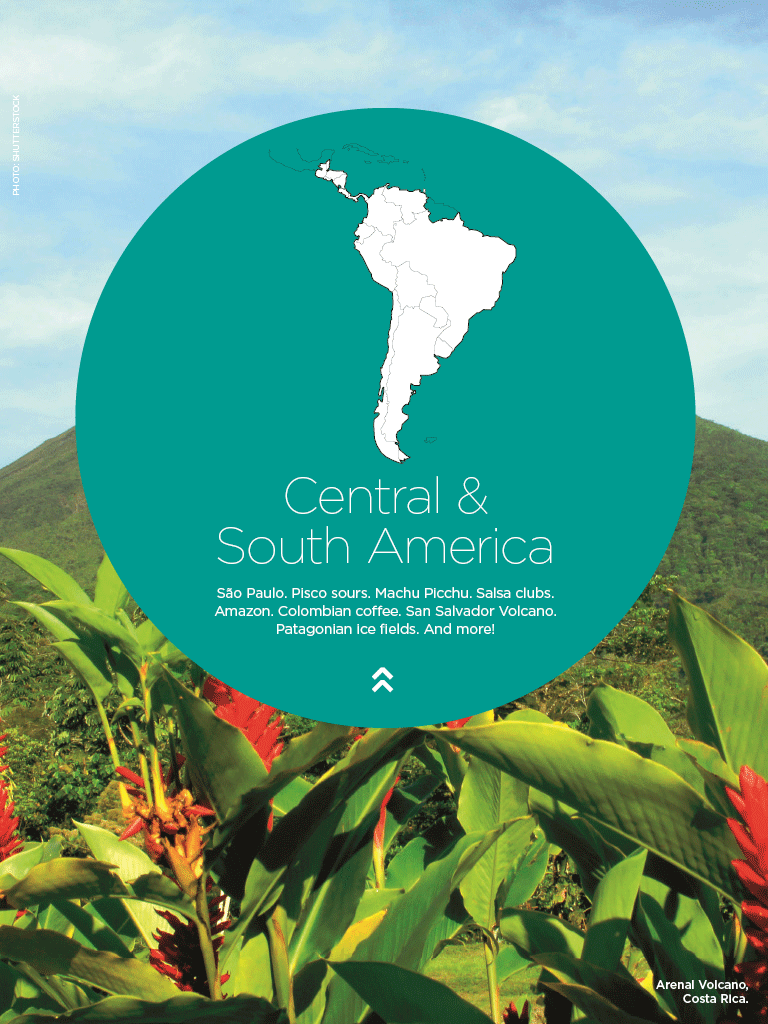 PHOTO: SHUTTERSTOCK
Central &
South America
São Paulo. Pisco sours. Machu Picchu. Salsa clubs.
Amazon. Colombian coffee. San Salvador Volcano.
Patagonian ice fields. And more!
Arenal Volcano,
Costa Rica.